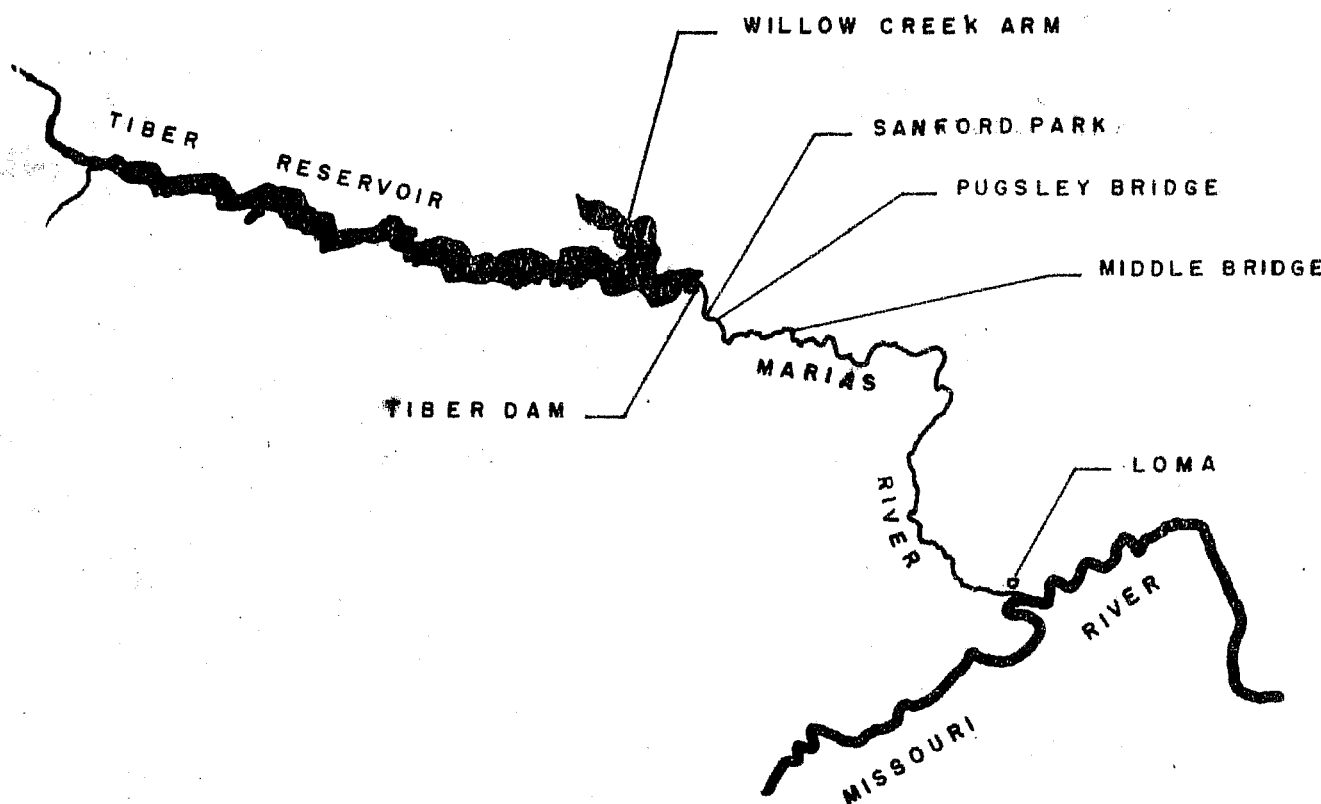 WILLOW CREEK ARM
TIBER RESERVOIR
SANFORD PARK
PUGSLEY BRIDGE
MIDDLE BRIDGE
MARIAS RIVER
TIBER DAM
LOMA
MISSOURI RIVER